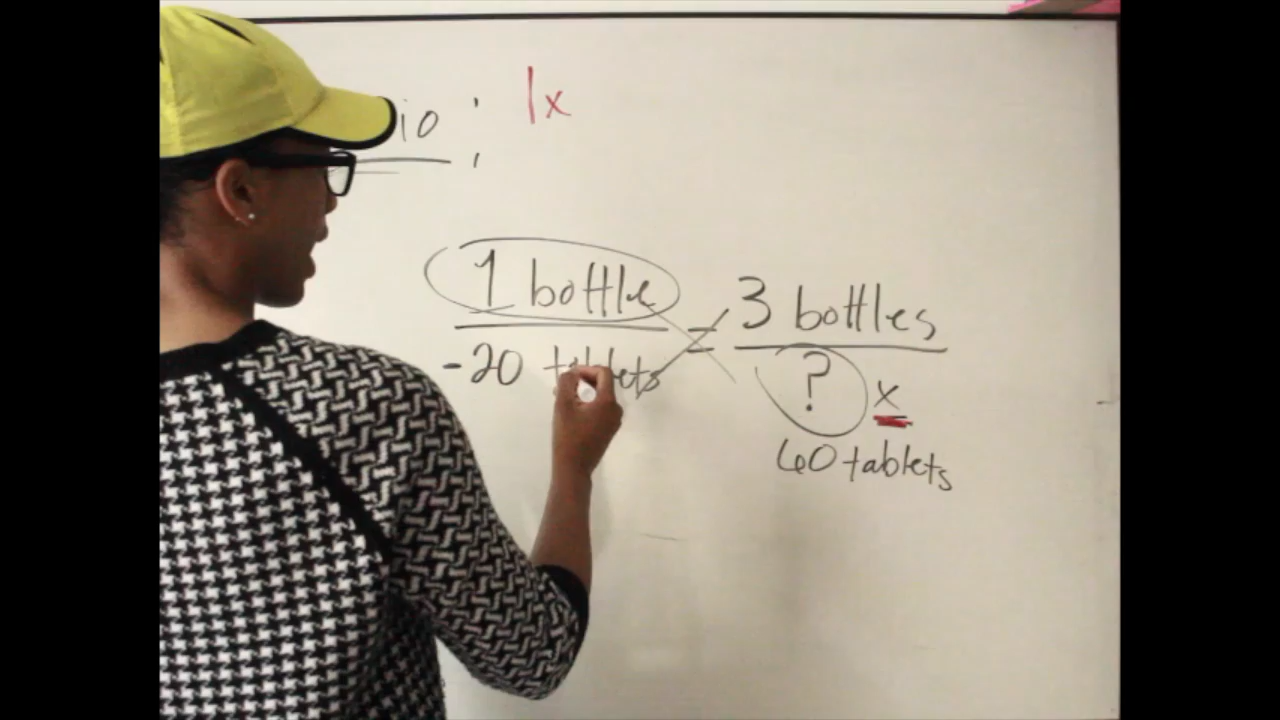 io : 1x
1 bottle = 3 bottles
-20 tablets ? x
60 tablets